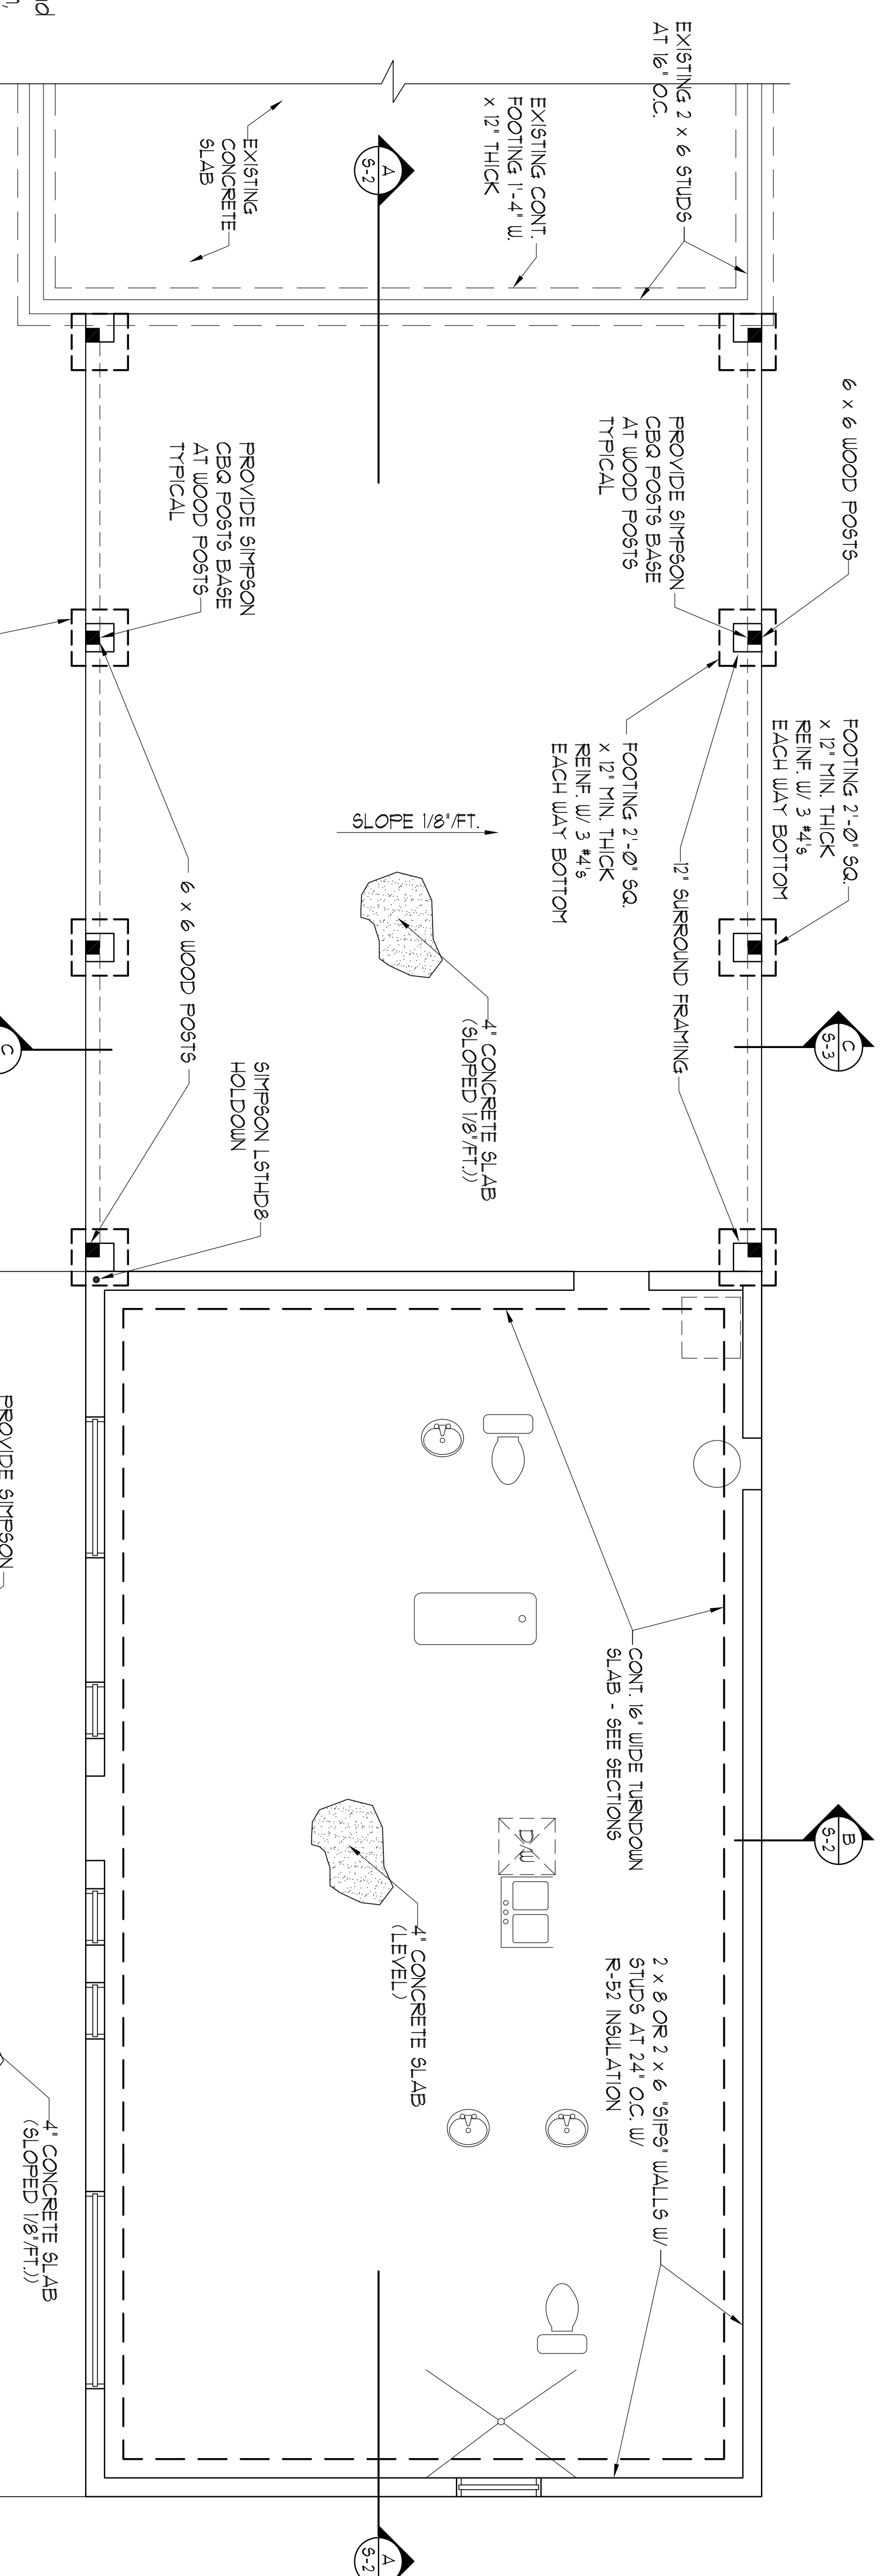 EXISTING 2 x 6 STUDS
AT 16" O.C.
6 x 6 WOOD POSTS
FOOTING 2'-0" SQ.
x 12" MIN. THICK
REINF. W/ 3 #4's
EACH WAY BOTTOM
C
S-3
B
S-2
EXISTING CONT.
FOOTING 1'-4" W.
x 12" THICK
PROVIDE SIMPSON
CBQ POSTS BASE
AT WOOD POSTS
TYPICAL
FOOTING 2'-0" SQ.
x 12" MIN. THICK
REINF. W/ 3 #4's
EACH WAY BOTTOM
12" SURROUND FRAMING
CONT. 16" WIDE TURNDOWN
SLAB - SEE SECTIONS
2 x 8 OR 2 x 6 "SIPS" WALLS W/
STUDS AT 24" O.C. W/
R-52 INSULATION
D/W
4" CONCRETE SLAB
(SLOPED 1/8"/FT.))
SLOPE 1/8"/FT.
4" CONCRETE SLAB
(LEVEL)
A
S-2
A
S-2
EXISTING
CONCRETE
SLAB
PROVIDE SIMPSON
CBQ POSTS BASE
AT WOOD POSTS
TYPICAL
6 x 6 WOOD POSTS
SIMPSON LSTHD8
HOLDOWN
C
PROVIDE SIMPSON
4" CONCRETE SLAB
(SLOPED 1/8"/FT.))